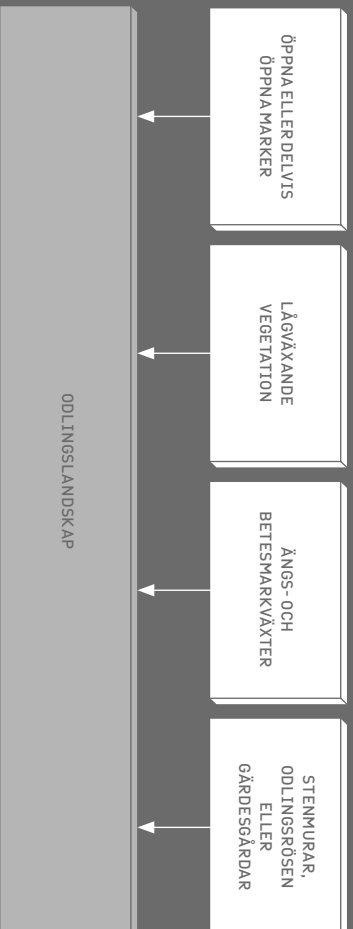 ÖPPNA ELLER DELVIS
ÖPPNA MARKER
LÅGVÄXANDE
VEGETATION
ÄNGS- OCH
BETESMARKVÄXTER
STENMURAR,
ODLINGSRÖSEN
ELLER
GÄRDESGÅRDAR
ODLINGSLANDSKAP